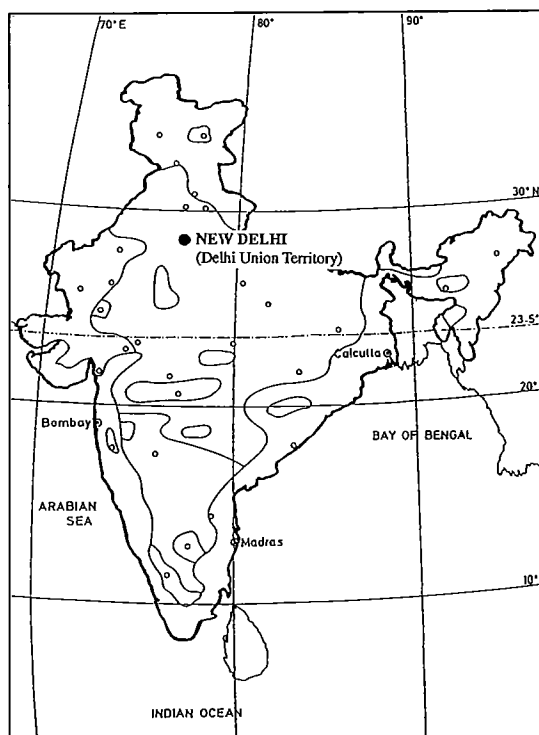 70° E
80°
90°
30° N
NEW DELHI
(Delhi Union Territory)
23-5°
Calcutta
20°
Bombay
BAY OF BENGAL
ARABIAN
SEA
Madras
10°
INDIAN OCEAN